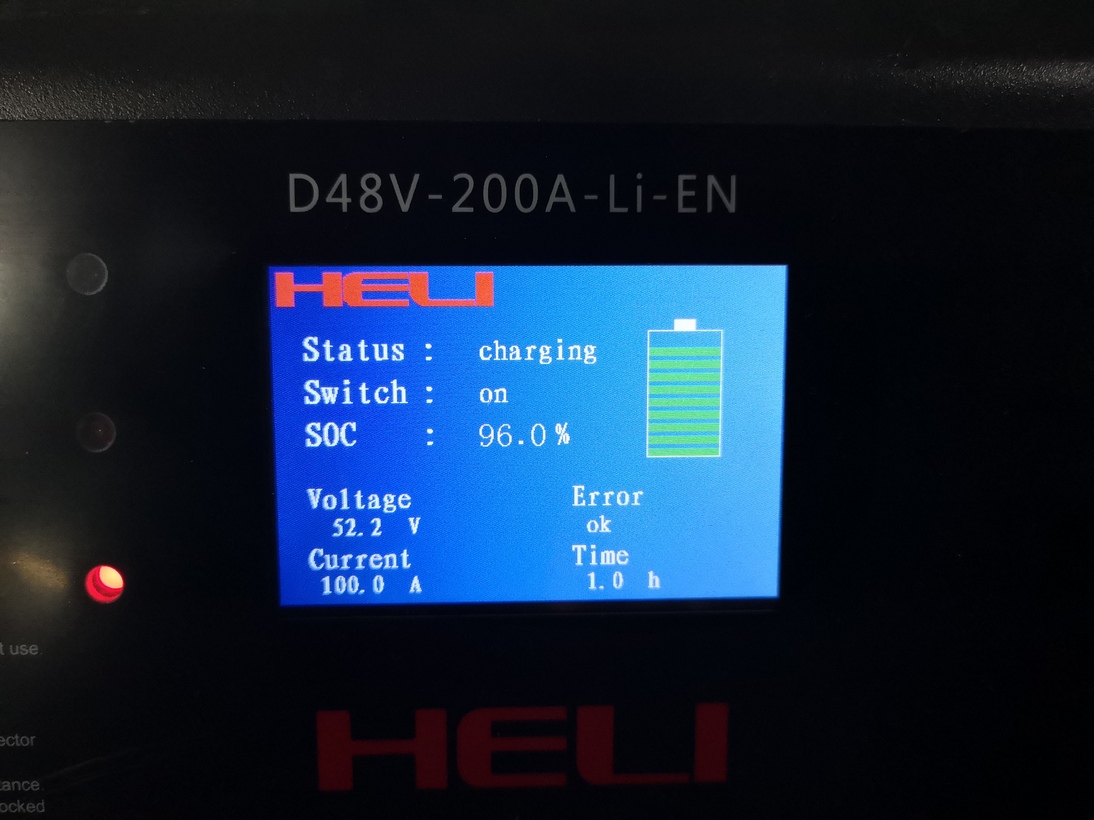 D48V-200A-Li-EN
HELI
Status : charging
Switch : on
SOC : 96.0%
Voltage
52.2 V
Error
ok
Current
100.0 A
Time
1.0 h
t use.
ector
tance.
ocked
HELI